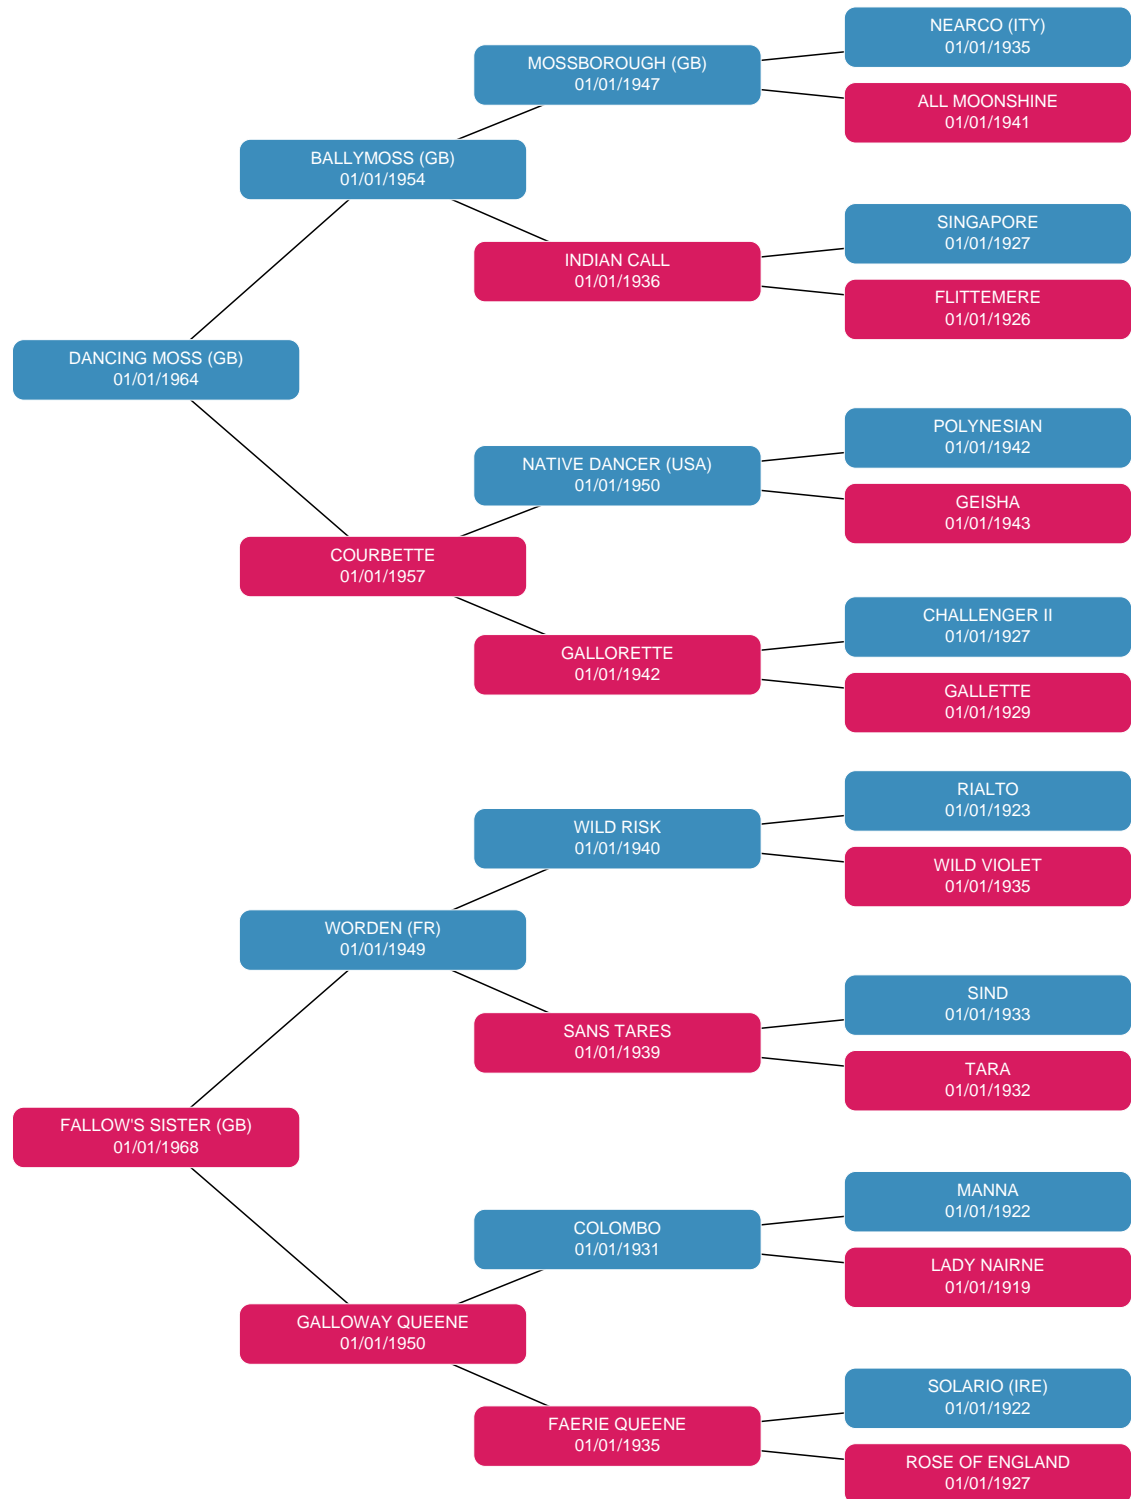 NEARCO (ITY)
01/01/1935
MOSSBOROUGH (GB)
01/01/1947
ALL MOONSHINE
01/01/1941
BALLYMOSS (GB)
01/01/1954
SINGAPORE
01/01/1927
INDIAN CALL
01/01/1936
FLITTEMERE
01/01/1926
DANCING MOSS (GB)
01/01/1964
POLYNESIAN
01/01/1942
NATIVE DANCER (USA)
01/01/1950
GEISHA
01/01/1943
COURBETTE
01/01/1957
CHALLENGER II
01/01/1927
GALLORETTE
01/01/1942
GALLETTE
01/01/1929
RIALTO
01/01/1923
WILD RISK
01/01/1940
WILD VIOLET
01/01/1935
WORDEN (FR)
01/01/1949
SIND
01/01/1933
SANS TARES
01/01/1939
TARA
01/01/1932
FALLOW'S SISTER (GB)
01/01/1968
MANNA
01/01/1922
COLOMBO
01/01/1931
LADY NAIRNE
01/01/1919
GALLOWAY QUEENE
01/01/1950
SOLARIO (IRE)
01/01/1922
FAERIE QUEENE
01/01/1935
ROSE OF ENGLAND
01/01/1927